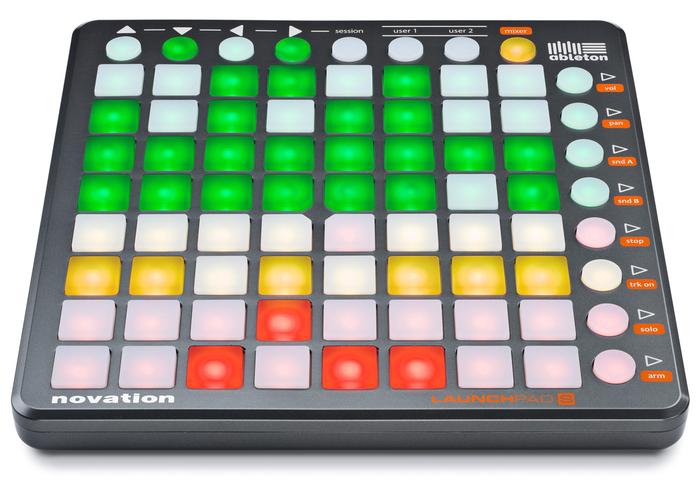 session
user 1
user 2
mixer
ableton
vol
pan
snd A
snd B
stop
trk on
solo
arm
novation
LAUNCHPAD S